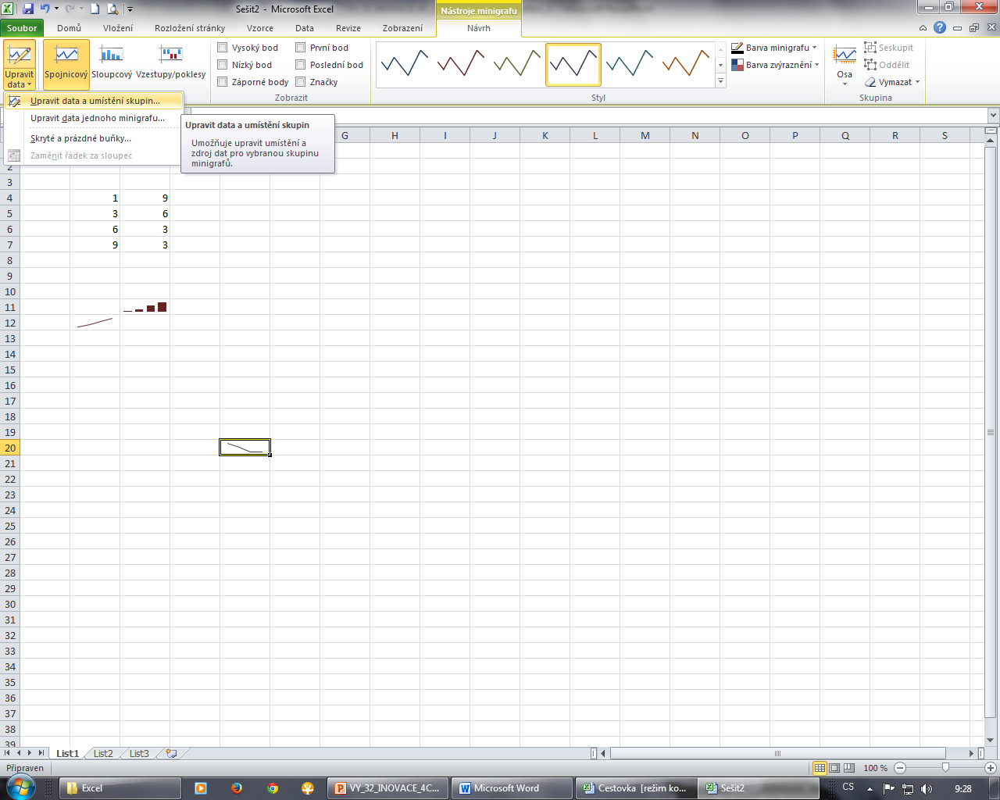 Sešit2 - Microsoft Excel
Nástroje minigrafu
Soubor Domů Vložení Rozložení stránky Vzorce Data Revize Zobrazení Návrh
Upravit data
Spojnicový Sloupcový Vzestupy/poklesy
Vysoký bod První bod
Nízký bod Poslední bod
Záporné body Značky
Zobrazit
Styl
Barva minigrafu
Barva zvýraznění
Osa
Seskupit
Oddělit
Vymazat
Skupina
Upravit data a umístění skupin...
Upravit data jednoho minigrafu...
Skryté a prázdné buňky...
Zaměnit řádek za sloupec
Upravit data a umístění skupin
Umožňuje upravit umístění a
zdroj dat pro vybranou skupinu
minigrafů.
G H I J K L M N O P Q R S
2
3
4 1 9
5 3 6
6 6 3
7 9 3
8
9
10
11
12
13
14
15
16
17
18
19
20
21
22
23
24
25
26
27
28
29
30
31
32
33
34
35
36
37
38
39
List1 List2 List3
Připraven
100 %
Excel
VY_32_INOVACE_4C...
Microsoft Word
Cestovka [režim ko...
Sešit2
CS
9:28